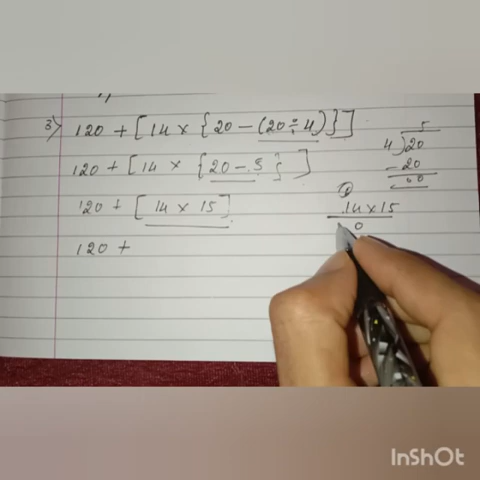 3) 120 + [14 × {20 – (20 ÷ 4)}]
120 + [14 × {20 – 5}]
120 + [14 × 15]
120 +
5
4)20
– 20
00
14 × 15
0
InShOt